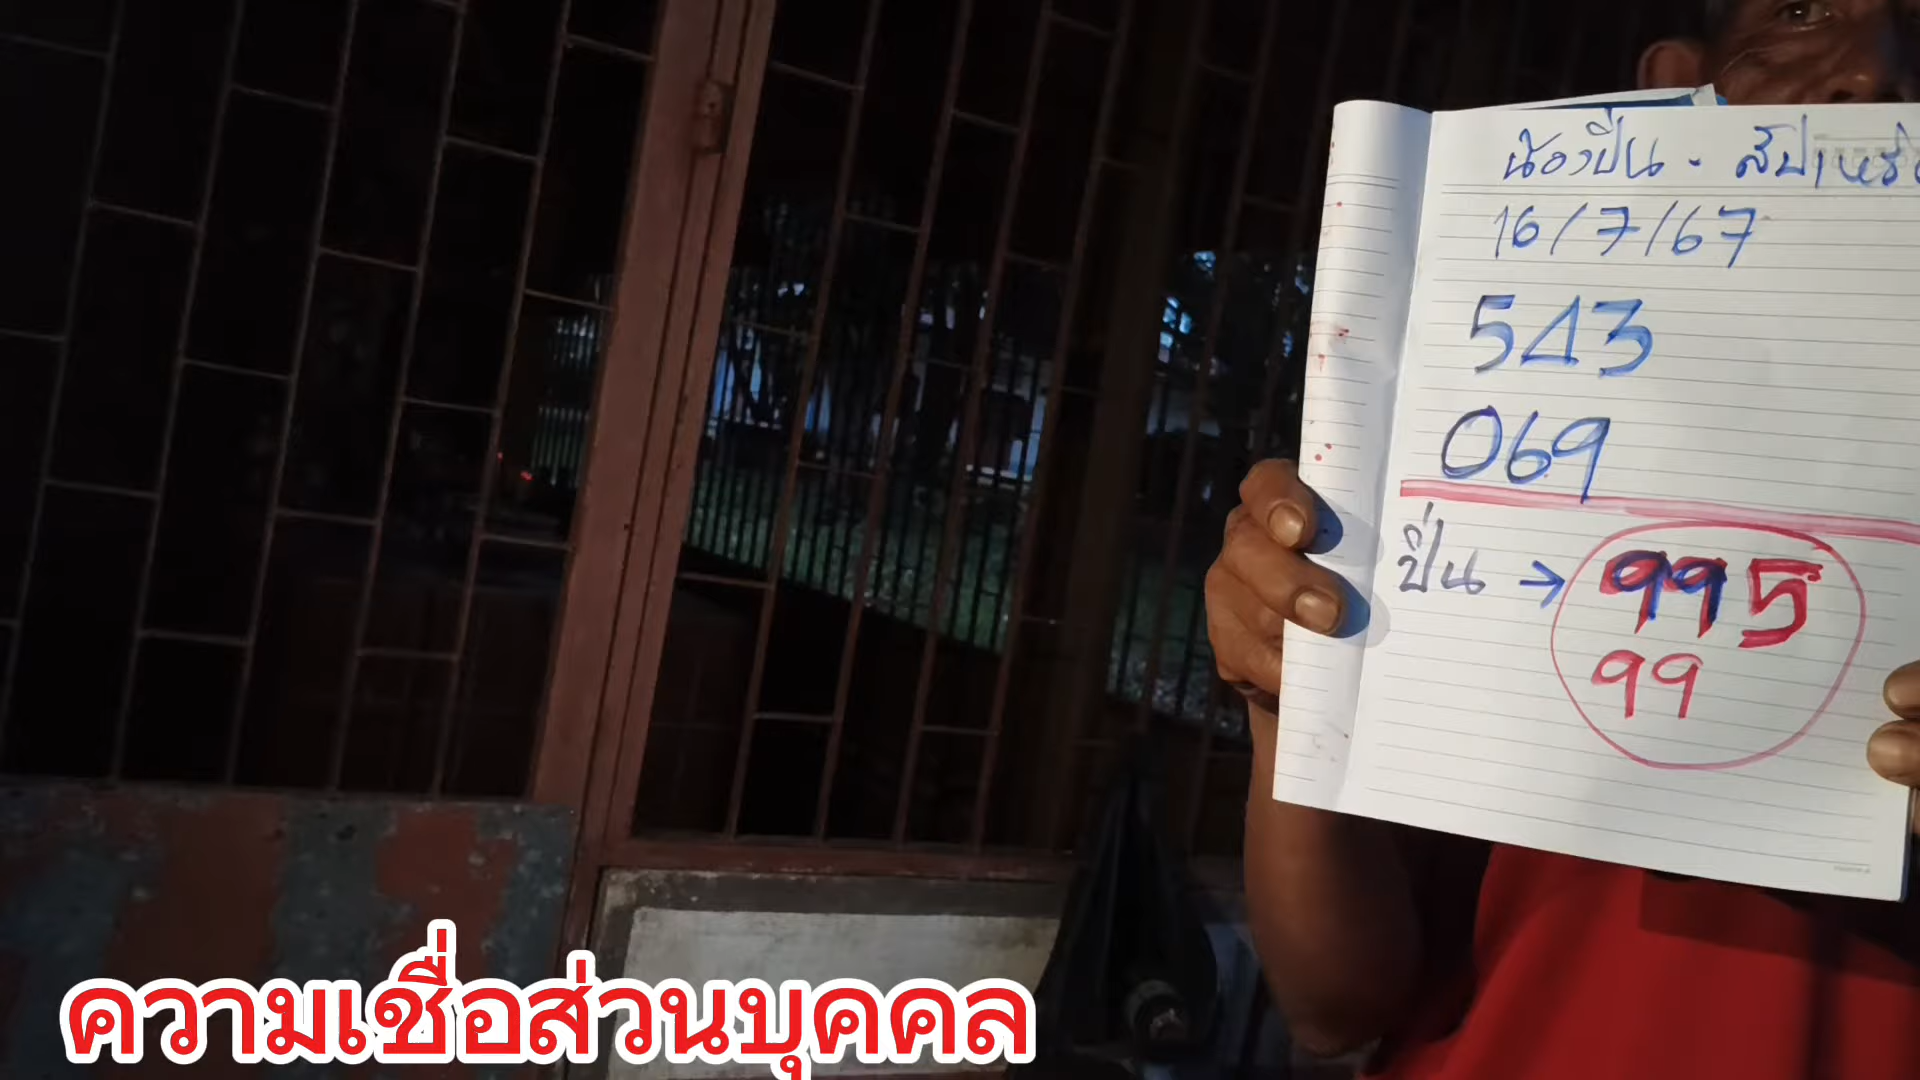 น้องปืน - สัปเหร่อ
16/7/67
543
069
ปืน → 995
99
ความเชื่อส่วนบุคคล